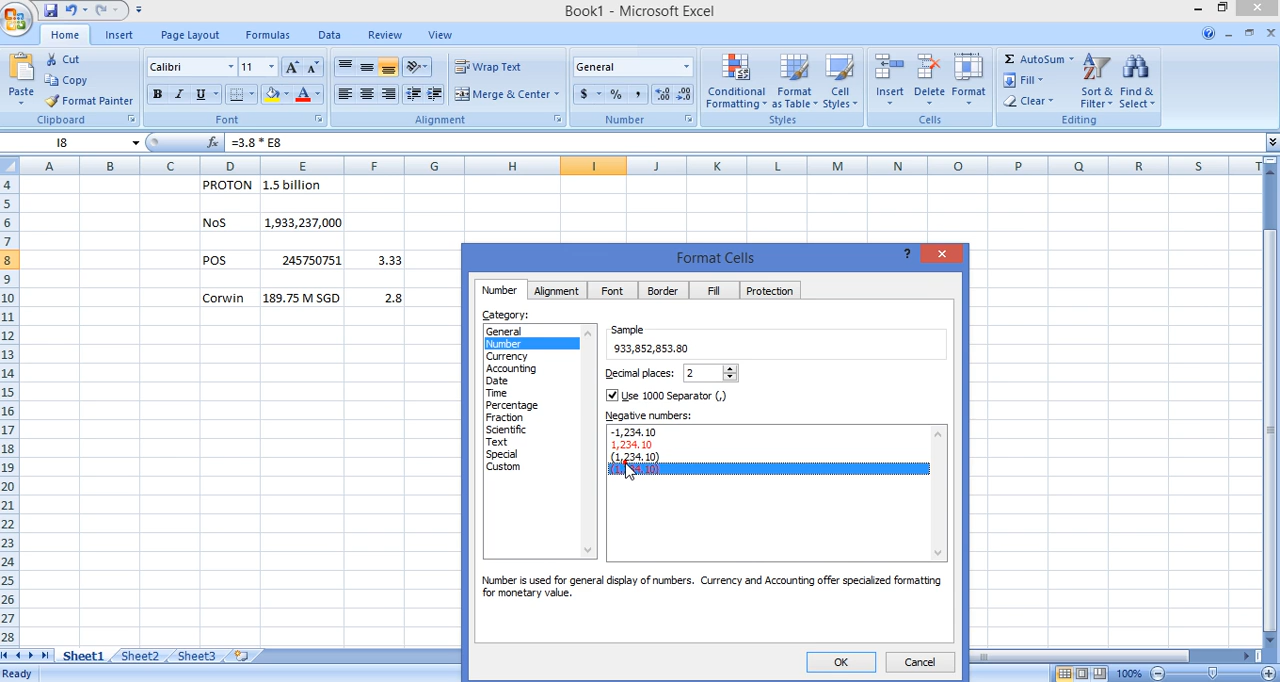 Book1 - Microsoft Excel
Home Insert Page Layout Formulas Data Review View
Paste
Cut
Copy
Format Painter
Clipboard
Calibri 11
B I U
Font
Wrap Text
Merge & Center
Alignment
General
$ % ,
Number
Conditional Formatting
Format as Table
Cell Styles
Styles
Insert Delete Format
Cells
Σ AutoSum
Fill
Clear
Sort & Filter
Find & Select
Editing
I8 fx =3.8 * E8
A B C D E F G H I J K L M N O P Q R S T
4 PROTON 1.5 billion
5
6 NoS 1,933,237,000
7
8 POS 245750751 3.33
9
10 Corwin 189.75 M SGD 2.8
11
12
13
14
15
16
17
18
19
20
21
22
23
24
25
26
27
28
Format Cells
Number Alignment Font Border Fill Protection
Category:
General
Number
Currency
Accounting
Date
Time
Percentage
Fraction
Scientific
Text
Special
Custom
Sample
933,852,853.80
Decimal places: 2
Use 1000 Separator (,)
Negative numbers:
-1,234.10
1,234.10
(1,234.10)
(1,234.10)
Number is used for general display of numbers. Currency and Accounting offer specialized formatting
for monetary value.
OK Cancel
Sheet1 Sheet2 Sheet3
Ready 100%